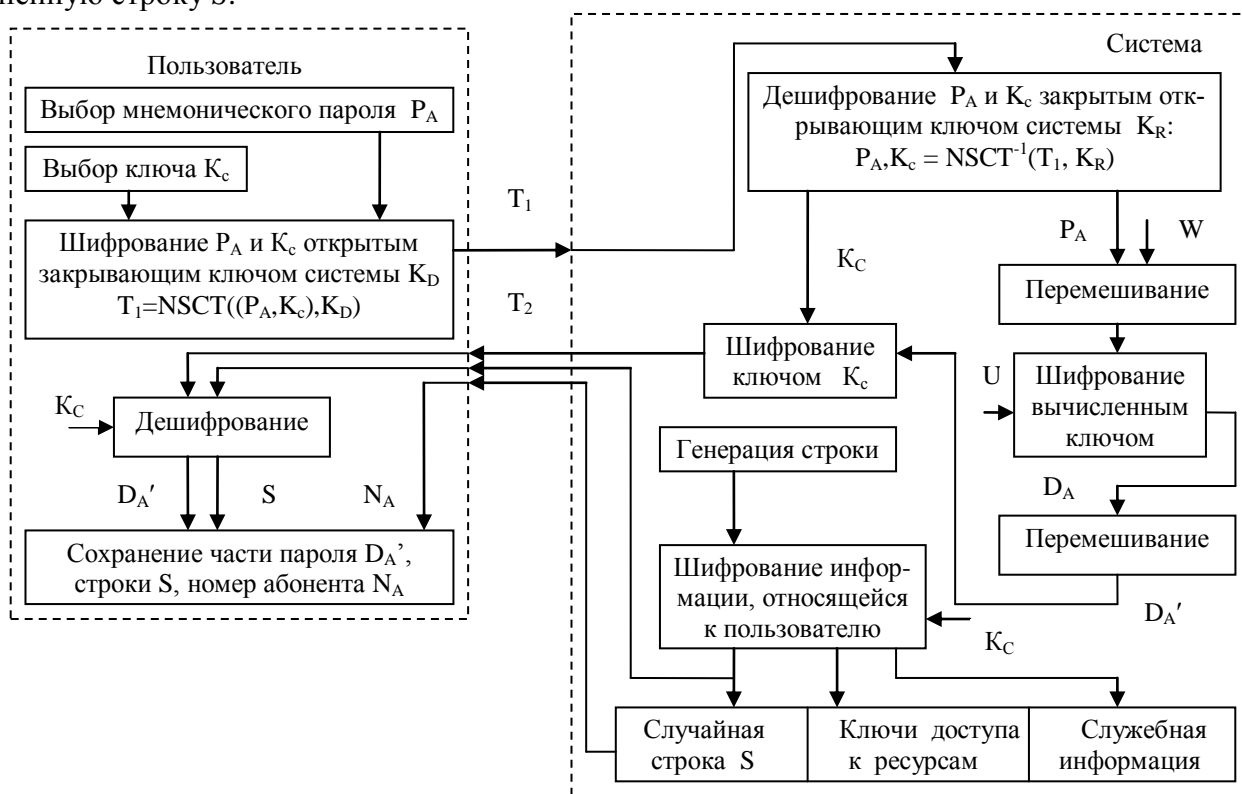 ненную строку S.
Пользователь
Выбор мнемонического пароля P_A
Выбор ключа K_c
Шифрование P_A и K_c открытым
закрывающим ключом системы K_D
T_1=NSCT((P_A,K_c),K_D)
T_1
T_2
K_C
Дешифрование
D_A′
S
N_A
Сохранение части пароля D_A’,
строки S, номер абонента N_A
Система
Дешифрование P_A и K_c закрытым от-
крывающим ключом системы K_R:
P_A,K_c = NSCT^-1(T_1, K_R)
K_C
P_A
W
Перемешивание
Шифрование
ключом K_c
U
Шифрование
вычисленным
ключом
D_A
Перемешивание
D_A′
Генерация строки
Шифрование инфор-
мации, относящейся
к пользователю
K_C
Случайная
строка S
Ключи доступа
к ресурсам
Служебная
информация